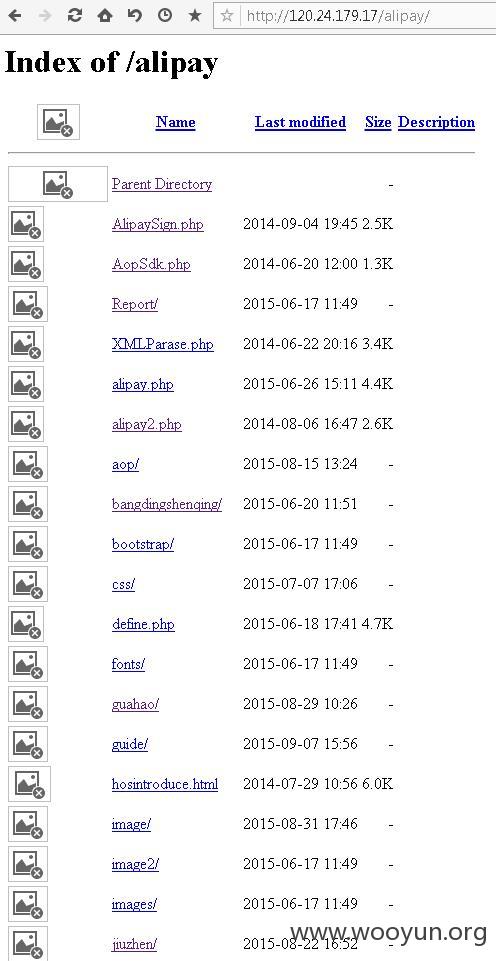 http://120.24.179.17/alipay/
Index of /alipay
Name Last modified Size Description
Parent Directory -
AlipaySign.php 2014-09-04 19:45 2.5K
AopSdk.php 2014-06-20 12:00 1.3K
Report/ 2015-06-17 11:49 -
XMLParase.php 2014-06-22 20:16 3.4K
alipay.php 2015-06-26 15:11 4.4K
alipay2.php 2014-08-06 16:47 2.6K
aop/ 2015-08-15 13:24 -
bangdingshenqing/ 2015-06-20 11:51 -
bootstrap/ 2015-06-17 11:49 -
css/ 2015-07-07 17:06 -
define.php 2015-06-18 17:41 4.7K
fonts/ 2015-06-17 11:49 -
guahao/ 2015-08-29 10:26 -
guide/ 2015-09-07 15:56 -
hosintroduce.html 2014-07-29 10:56 6.0K
image/ 2015-08-31 17:46 -
image2/ 2015-06-17 11:49 -
images/ 2015-06-17 11:49 -
jiuzhen/ 2015-08-22 16:52 -
www.wooyun.org